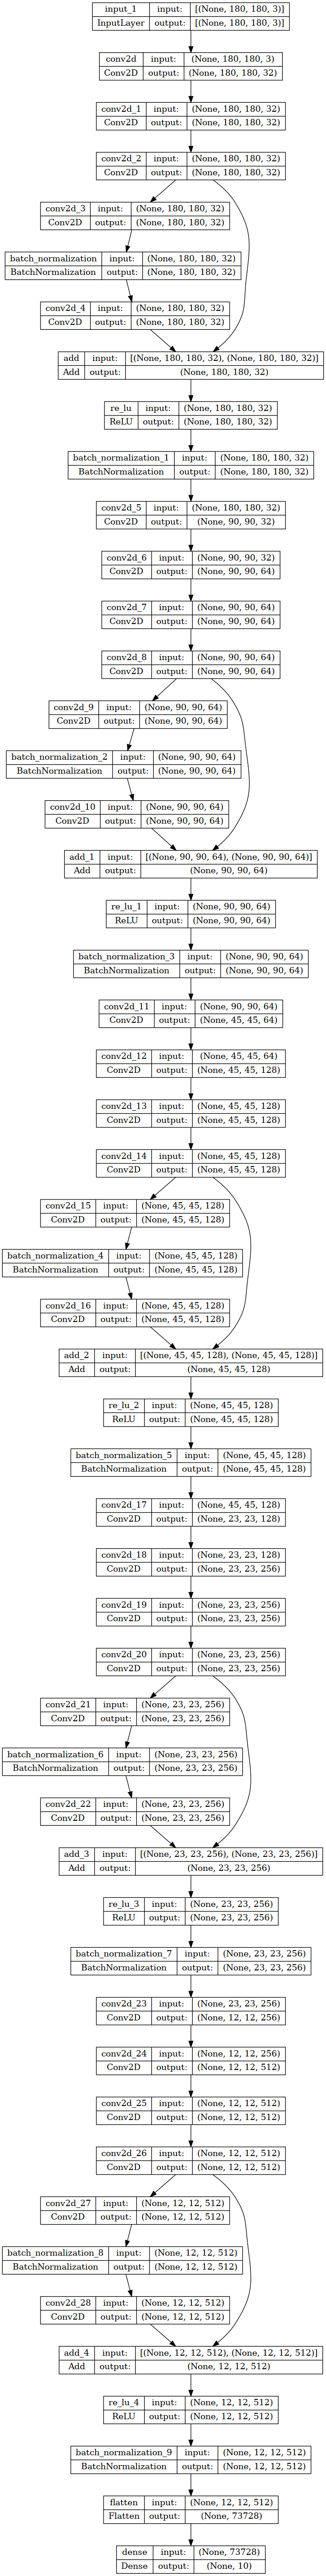 input_1 input: [(None, 180, 180, 3)]
InputLayer output: [(None, 180, 180, 3)]
conv2d input: (None, 180, 180, 3)
Conv2D output: (None, 180, 180, 32)
conv2d_1 input: (None, 180, 180, 32)
Conv2D output: (None, 180, 180, 32)
conv2d_2 input: (None, 180, 180, 32)
Conv2D output: (None, 180, 180, 32)
conv2d_3 input: (None, 180, 180, 32)
Conv2D output: (None, 180, 180, 32)
batch_normalization input: (None, 180, 180, 32)
BatchNormalization output: (None, 180, 180, 32)
conv2d_4 input: (None, 180, 180, 32)
Conv2D output: (None, 180, 180, 32)
add input: [(None, 180, 180, 32), (None, 180, 180, 32)]
Add output: (None, 180, 180, 32)
re_lu input: (None, 180, 180, 32)
ReLU output: (None, 180, 180, 32)
batch_normalization_1 input: (None, 180, 180, 32)
BatchNormalization output: (None, 180, 180, 32)
conv2d_5 input: (None, 180, 180, 32)
Conv2D output: (None, 90, 90, 32)
conv2d_6 input: (None, 90, 90, 32)
Conv2D output: (None, 90, 90, 64)
conv2d_7 input: (None, 90, 90, 64)
Conv2D output: (None, 90, 90, 64)
conv2d_8 input: (None, 90, 90, 64)
Conv2D output: (None, 90, 90, 64)
conv2d_9 input: (None, 90, 90, 64)
Conv2D output: (None, 90, 90, 64)
batch_normalization_2 input: (None, 90, 90, 64)
BatchNormalization output: (None, 90, 90, 64)
conv2d_10 input: (None, 90, 90, 64)
Conv2D output: (None, 90, 90, 64)
add_1 input: [(None, 90, 90, 64), (None, 90, 90, 64)]
Add output: (None, 90, 90, 64)
re_lu_1 input: (None, 90, 90, 64)
ReLU output: (None, 90, 90, 64)
batch_normalization_3 input: (None, 90, 90, 64)
BatchNormalization output: (None, 90, 90, 64)
conv2d_11 input: (None, 90, 90, 64)
Conv2D output: (None, 45, 45, 64)
conv2d_12 input: (None, 45, 45, 64)
Conv2D output: (None, 45, 45, 128)
conv2d_13 input: (None, 45, 45, 128)
Conv2D output: (None, 45, 45, 128)
conv2d_14 input: (None, 45, 45, 128)
Conv2D output: (None, 45, 45, 128)
conv2d_15 input: (None, 45, 45, 128)
Conv2D output: (None, 45, 45, 128)
batch_normalization_4 input: (None, 45, 45, 128)
BatchNormalization output: (None, 45, 45, 128)
conv2d_16 input: (None, 45, 45, 128)
Conv2D output: (None, 45, 45, 128)
add_2 input: [(None, 45, 45, 128), (None, 45, 45, 128)]
Add output: (None, 45, 45, 128)
re_lu_2 input: (None, 45, 45, 128)
ReLU output: (None, 45, 45, 128)
batch_normalization_5 input: (None, 45, 45, 128)
BatchNormalization output: (None, 45, 45, 128)
conv2d_17 input: (None, 45, 45, 128)
Conv2D output: (None, 23, 23, 128)
conv2d_18 input: (None, 23, 23, 128)
Conv2D output: (None, 23, 23, 256)
conv2d_19 input: (None, 23, 23, 256)
Conv2D output: (None, 23, 23, 256)
conv2d_20 input: (None, 23, 23, 256)
Conv2D output: (None, 23, 23, 256)
conv2d_21 input: (None, 23, 23, 256)
Conv2D output: (None, 23, 23, 256)
batch_normalization_6 input: (None, 23, 23, 256)
BatchNormalization output: (None, 23, 23, 256)
conv2d_22 input: (None, 23, 23, 256)
Conv2D output: (None, 23, 23, 256)
add_3 input: [(None, 23, 23, 256), (None, 23, 23, 256)]
Add output: (None, 23, 23, 256)
re_lu_3 input: (None, 23, 23, 256)
ReLU output: (None, 23, 23, 256)
batch_normalization_7 input: (None, 23, 23, 256)
BatchNormalization output: (None, 23, 23, 256)
conv2d_23 input: (None, 23, 23, 256)
Conv2D output: (None, 12, 12, 256)
conv2d_24 input: (None, 12, 12, 256)
Conv2D output: (None, 12, 12, 512)
conv2d_25 input: (None, 12, 12, 512)
Conv2D output: (None, 12, 12, 512)
conv2d_26 input: (None, 12, 12, 512)
Conv2D output: (None, 12, 12, 512)
conv2d_27 input: (None, 12, 12, 512)
Conv2D output: (None, 12, 12, 512)
batch_normalization_8 input: (None, 12, 12, 512)
BatchNormalization output: (None, 12, 12, 512)
conv2d_28 input: (None, 12, 12, 512)
Conv2D output: (None, 12, 12, 512)
add_4 input: [(None, 12, 12, 512), (None, 12, 12, 512)]
Add output: (None, 12, 12, 512)
re_lu_4 input: (None, 12, 12, 512)
ReLU output: (None, 12, 12, 512)
batch_normalization_9 input: (None, 12, 12, 512)
BatchNormalization output: (None, 12, 12, 512)
flatten input: (None, 12, 12, 512)
Flatten output: (None, 73728)
dense input: (None, 73728)
Dense output: (None, 10)